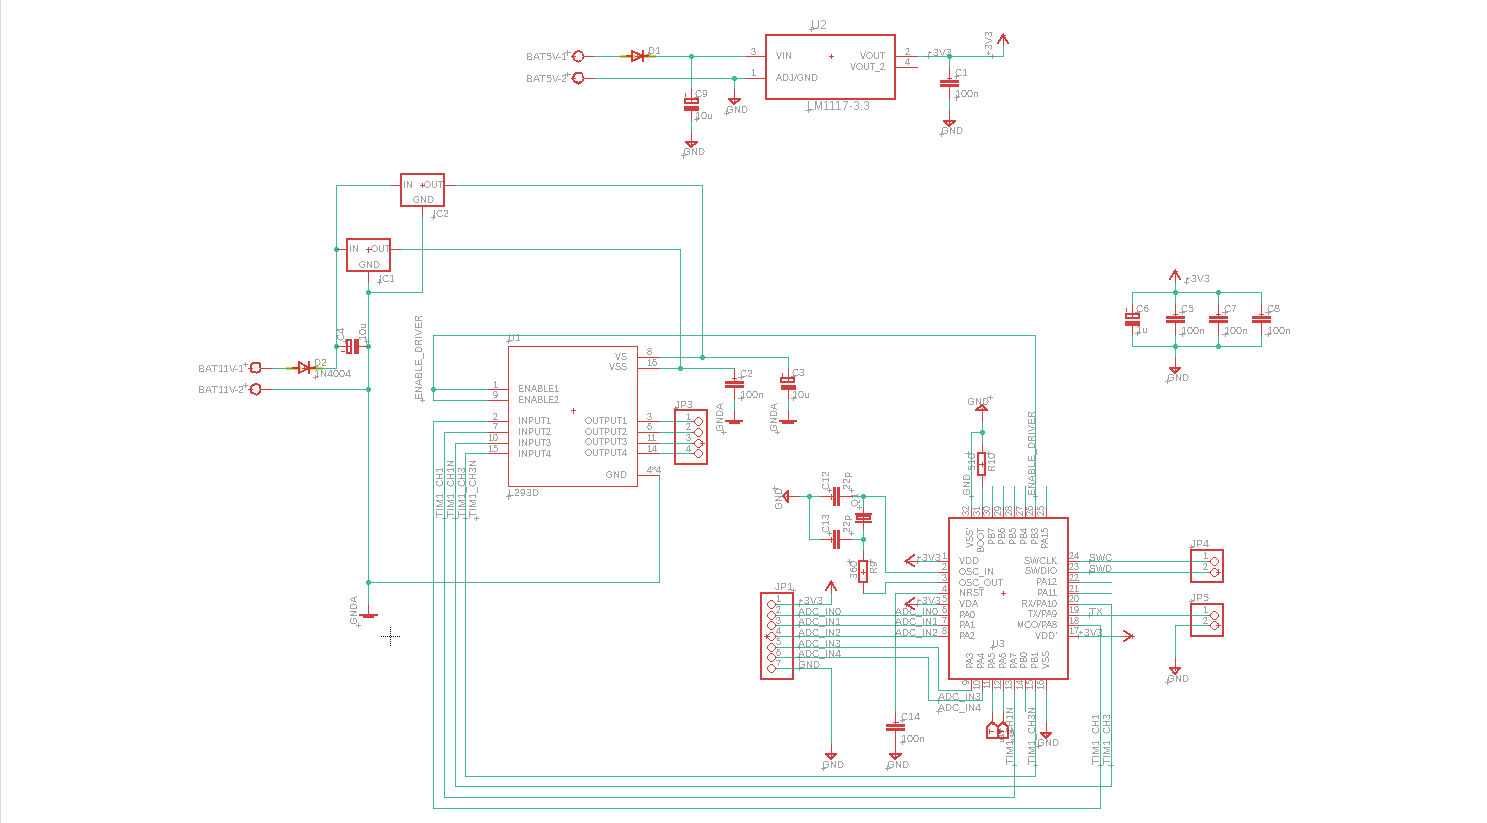 U2
BAT5V-1
D1
3 VIN VOUT 2 +3V3
VOUT_2 4
BAT5V-2
1 ADJ/GND
LM1117-3.3
+3V3
C9
10u
GND
GND
C1
100n
GND
IN OUT
GND
IC2
IN OUT
GND
IC1
C4
10u
BAT11V-1
D2
1N4004
BAT11V-2
GNDA
ENABLE_DRIVER
U1
VS 8
VSS 16
1 ENABLE1
9 ENABLE2
2 INPUT1 OUTPUT1 3
7 INPUT2 OUTPUT2 6
10 INPUT3 OUTPUT3 11
15 INPUT4 OUTPUT4 14
GND 4*4
L293D
TIM1_CH1
TIM1_CH1N
TIM1_CH3
TIM1_CH3N
C2
100n
GNDA
C3
10u
GNDA
JP3
1
2
3
4
+3V3
C6
1u
C5
100n
C7
100n
C8
100n
GND
GND
510
R10
GND
ENABLE_DRIVER
GND
C12
22p
C13
22p
Q1
360
R9
32 31 30 29 28 27 26 25
VSS' BOOT PB7 PB6 PB5 PB4 PB3 PA15
+3V3 1 VDD SWCLK 24 SWC
2 OSC_IN SWDIO 23 SWD
3 OSC_OUT PA12 22
4 NRST PA11 21
+3V3 5 VDA RX/PA10 20
ADC_IN0 6 PA0 TX/PA9 19 TX
ADC_IN1 7 PA1 MCO/PA8 18
ADC_IN2 8 PA2 VDD' 17 +3V3
U3
PA3 PA4 PA5 PA6 PA7 PB0 PB1 VSS
9 10 11 12 13 14 15 16
JP1
1 +3V3
2 ADC_IN0
3 ADC_IN1
4 ADC_IN2
5 ADC_IN3
6 ADC_IN4
7 GND
GND
ADC_IN3
ADC_IN4
C14
100n
GND
TIM1_CH1N
TIM1_CH3N
GND
TIM1_CH1
TIM1_CH3
JP4
1
2
JP5
1
2
GND